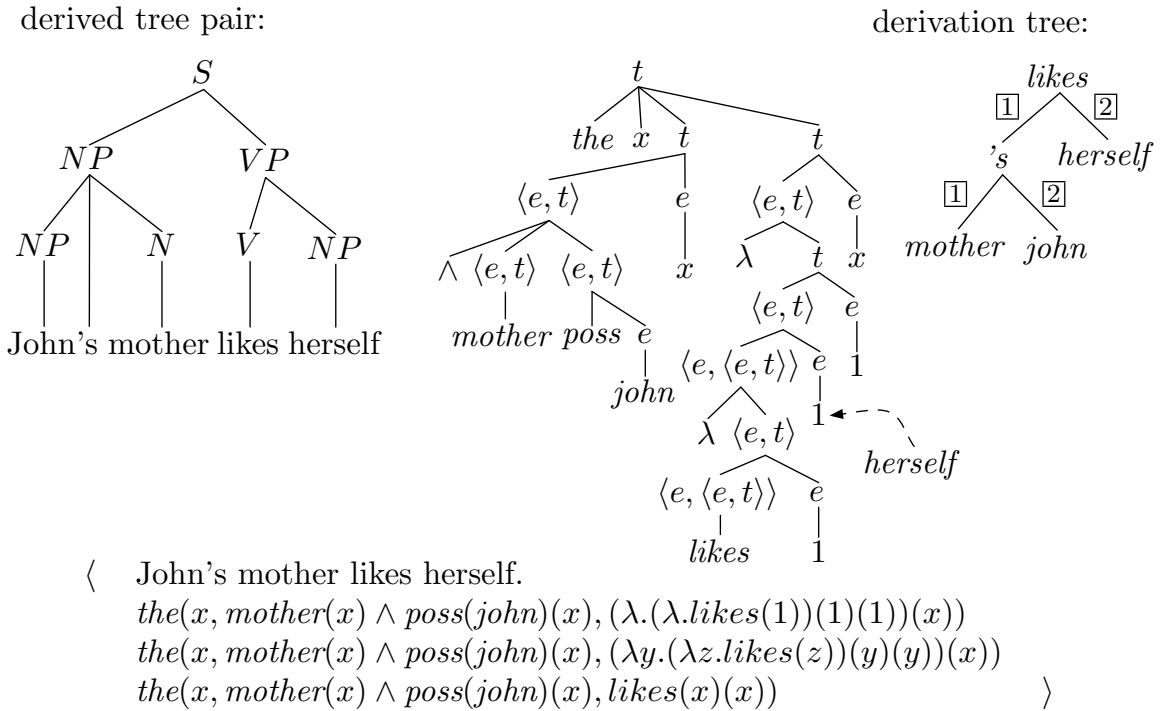 derived tree pair:
derivation tree:
S
t
likes
1 2
NP VP
the x t t
's herself
⟨e, t⟩ e ⟨e, t⟩ e
1 2
NP N V NP
mother john
∧ ⟨e, t⟩ ⟨e, t⟩ x λ t x
⟨e, t⟩ e
John's mother likes herself
mother poss e
⟨e, ⟨e, t⟩⟩ e 1
john
1
λ ⟨e, t⟩
herself
⟨e, ⟨e, t⟩⟩ e
likes 1
⟨ John's mother likes herself.
the(x, mother(x) ∧ poss(john)(x), (λ.(λ.likes(1))(1)(1))(x))
the(x, mother(x) ∧ poss(john)(x), (λy.(λz.likes(z))(y)(y))(x))
the(x, mother(x) ∧ poss(john)(x), likes(x)(x)) ⟩